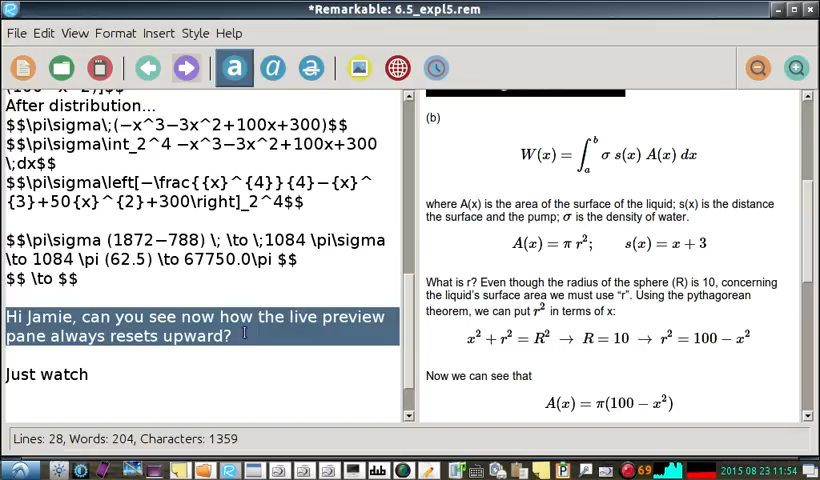 *Remarkable: 6.5_expl5.rem
File Edit View Format Insert Style Help
a a a
After distribution...
$$\pi\sigma\;(−x^3−3x^2+100x+300)$$
$$\pi\sigma\int_2^4 −x^3−3x^2+100x+300
\;dx$$
$$\pi\sigma\left[−\frac{{x}^{4}}{4}−{x}^
{3}+50{x}^{2}+300\right]_2^4$$
$$\pi\sigma (1872−788) \; \to \;1084 \pi\sigma
\to 1084 \pi (62.5) \to 67750.0\pi $$
$$ \to $$
Hi Jamie, can you see now how the live preview
pane always resets upward?
Just watch
(b)
W(x) = ∫_a^b σ s(x) A(x) dx
where A(x) is the area of the surface of the liquid; s(x) is the distance
the surface and the pump; σ is the density of water.
A(x) = π r²; s(x) = x + 3
What is r? Even though the radius of the sphere (R) is 10, concerning
the liquid's surface area we must use “r”. Using the pythagorean
theorem, we can put r² in terms of x:
x² + r² = R² → R = 10 → r² = 100 − x²
Now we can see that
A(x) = π(100 − x²)
Lines: 28, Words: 204, Characters: 1359
dub
69
2015 08 23 11:54